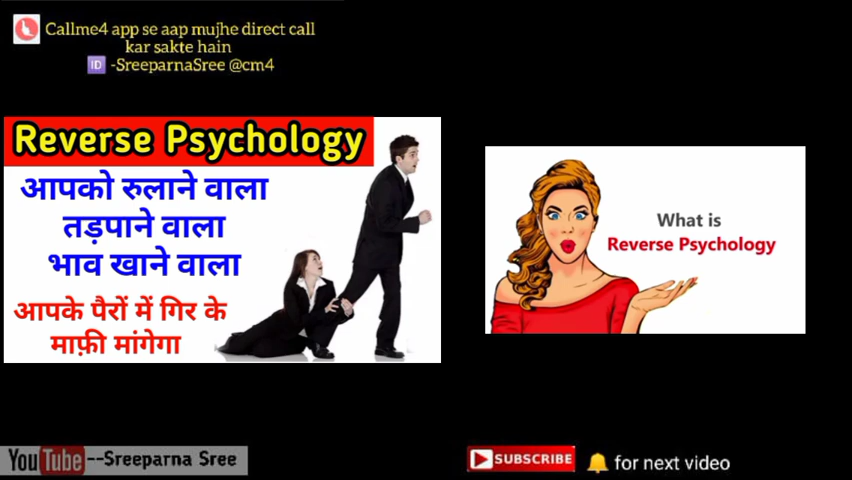 Callme4 app se aap mujhe direct call
kar sakte hain
ID -SreeparnaSree @cm4
Reverse Psychology
आपको रुलाने वाला
तड़पाने वाला
भाव खाने वाला
आपके पैरों में गिर के
माफ़ी मांगेगा
What is
Reverse Psychology
YouTube--Sreeparna Sree
SUBSCRIBE
for next video